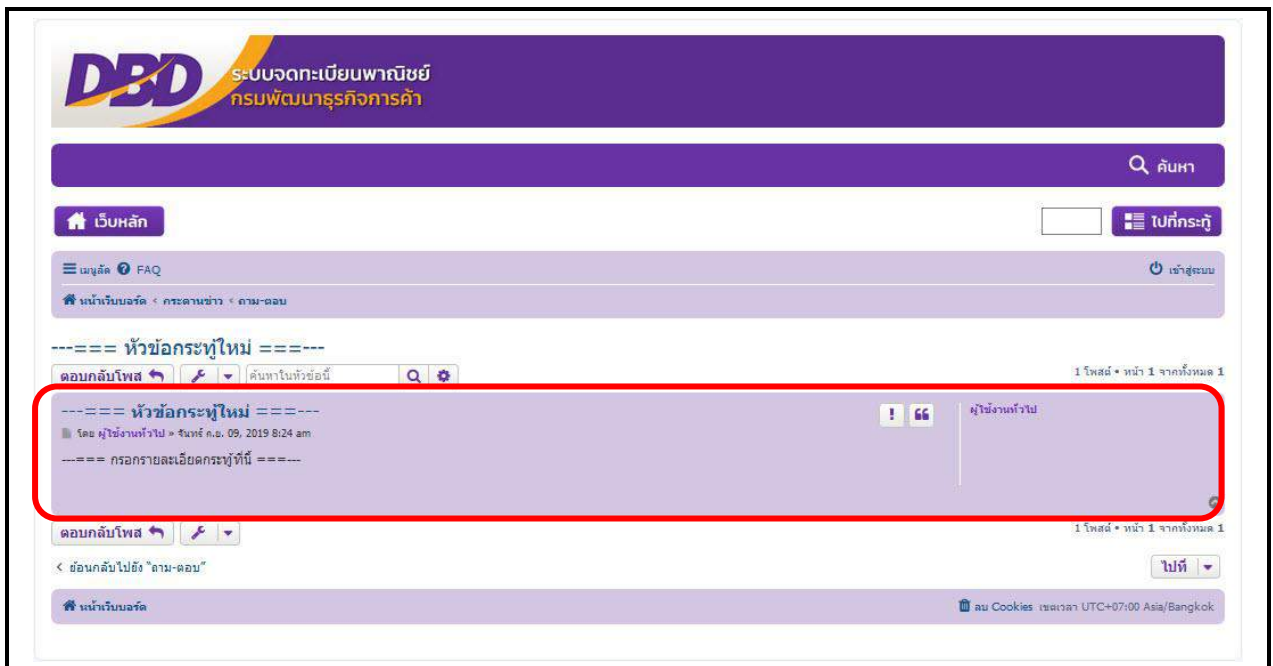 DBD ระบบจดทะเบียนพาณิชย์
กรมพัฒนาธุรกิจการค้า
ค้นหา
เว็บหลัก
ไปที่กระทู้
เมนูลัด FAQ
เข้าสู่ระบบ
หน้าเว็บบอร์ด ‹ กระดานข่าว ‹ ถาม-ตอบ
---=== หัวข้อกระทู้ใหม่ ===---
ตอบกลับโพส ค้นหาในหัวข้อนี้
1 โพสต์ • หน้า 1 จากทั้งหมด 1
---=== หัวข้อกระทู้ใหม่ ===---
ผู้ใช้งานทั่วไป
โดย ผู้ใช้งานทั่วไป » จันทร์ ก.ย. 09, 2019 8:24 am
---=== กรอกรายละเอียดกระทู้ที่นี้ ===---
ตอบกลับโพส
1 โพสต์ • หน้า 1 จากทั้งหมด 1
‹ ย้อนกลับไปยัง "ถาม-ตอบ"
ไปที่
หน้าเว็บบอร์ด
ลบ Cookies เขตเวลา UTC+07:00 Asia/Bangkok